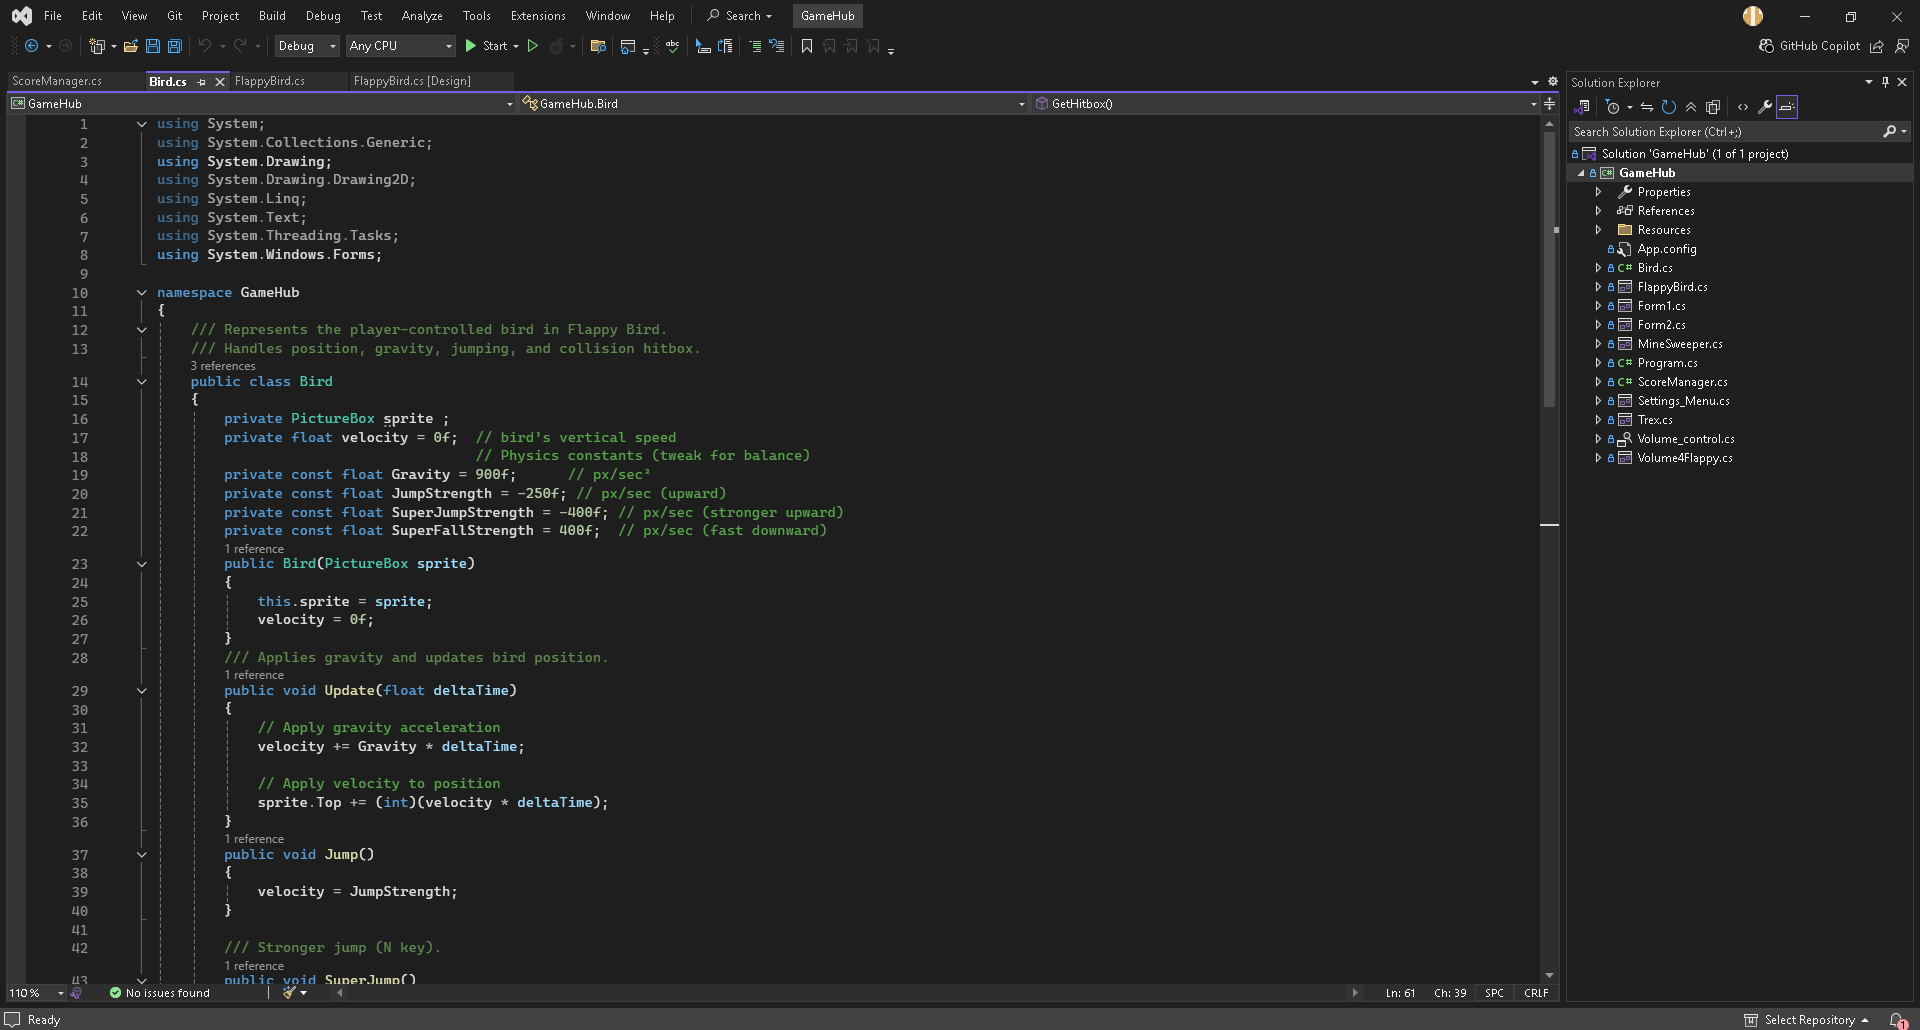 File Edit View Git Project Build Debug Test Analyze Tools Extensions Window Help Search GameHub
Debug Any CPU Start GitHub Copilot
ScoreManager.cs Bird.cs FlappyBird.cs FlappyBird.cs [Design]
GameHub GameHub.Bird GetHitbox()
1 using System;
2 using System.Collections.Generic;
3 using System.Drawing;
4 using System.Drawing.Drawing2D;
5 using System.Linq;
6 using System.Text;
7 using System.Threading.Tasks;
8 using System.Windows.Forms;
9
10 namespace GameHub
11 {
12 /// Represents the player-controlled bird in Flappy Bird.
13 /// Handles position, gravity, jumping, and collision hitbox.
3 references
14 public class Bird
15 {
16 private PictureBox sprite ;
17 private float velocity = 0f; // bird's vertical speed
18 // Physics constants (tweak for balance)
19 private const float Gravity = 900f; // px/sec²
20 private const float JumpStrength = -250f; // px/sec (upward)
21 private const float SuperJumpStrength = -400f; // px/sec (stronger upward)
22 private const float SuperFallStrength = 400f; // px/sec (fast downward)
1 reference
23 public Bird(PictureBox sprite)
24 {
25 this.sprite = sprite;
26 velocity = 0f;
27 }
28 /// Applies gravity and updates bird position.
1 reference
29 public void Update(float deltaTime)
30 {
31 // Apply gravity acceleration
32 velocity += Gravity * deltaTime;
33
34 // Apply velocity to position
35 sprite.Top += (int)(velocity * deltaTime);
36 }
1 reference
37 public void Jump()
38 {
39 velocity = JumpStrength;
40 }
41
42 /// Stronger jump (N key).
1 reference
43 public void SuperJump()
110 % No issues found Ln: 61 Ch: 39 SPC CRLF
Solution Explorer
Search Solution Explorer (Ctrl+;)
Solution 'GameHub' (1 of 1 project)
GameHub
Properties
References
Resources
App.config
Bird.cs
FlappyBird.cs
Form1.cs
Form2.cs
MineSweeper.cs
Program.cs
ScoreManager.cs
Settings_Menu.cs
Trex.cs
Volume_control.cs
Volume4Flappy.cs
Ready Select Repository 1